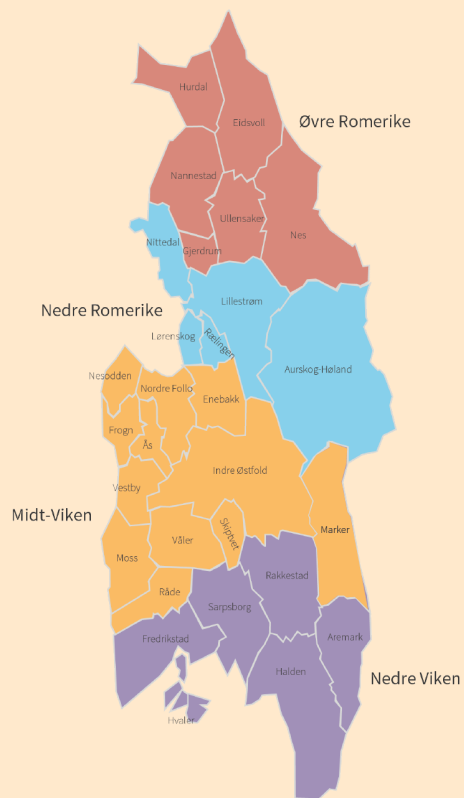 Hurdal
Eidsvoll
Øvre Romerike
Nannestad
Ullensaker
Nes
Nittedal
Gjerdrum
Lillestrøm
Nedre Romerike
Lørenskog
Rælingen
Aurskog-Høland
Nesodden
Nordre Follo
Enebakk
Frogn
Ås
Indre Østfold
Vestby
Midt-Viken
Marker
Skiptvet
Våler
Moss
Rakkestad
Råde
Sarpsborg
Fredrikstad
Aremark
Halden
Nedre Viken
Hvaler